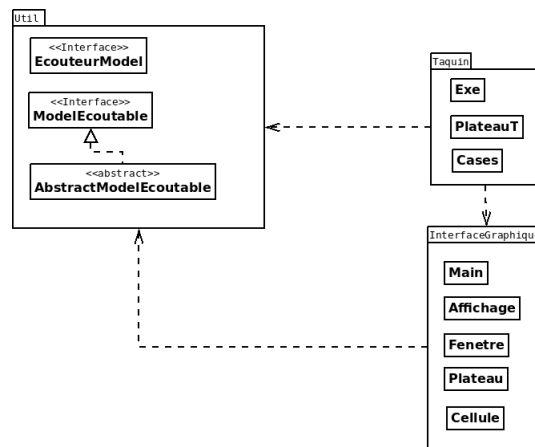 Util
<<Interface>>
EcouteurModel
<<Interface>>
ModelEcoutable
<<abstract>>
AbstractModelEcoutable
Taquin
Exe
PlateauT
Cases
InterfaceGraphique
Main
Affichage
Fenetre
Plateau
Cellule